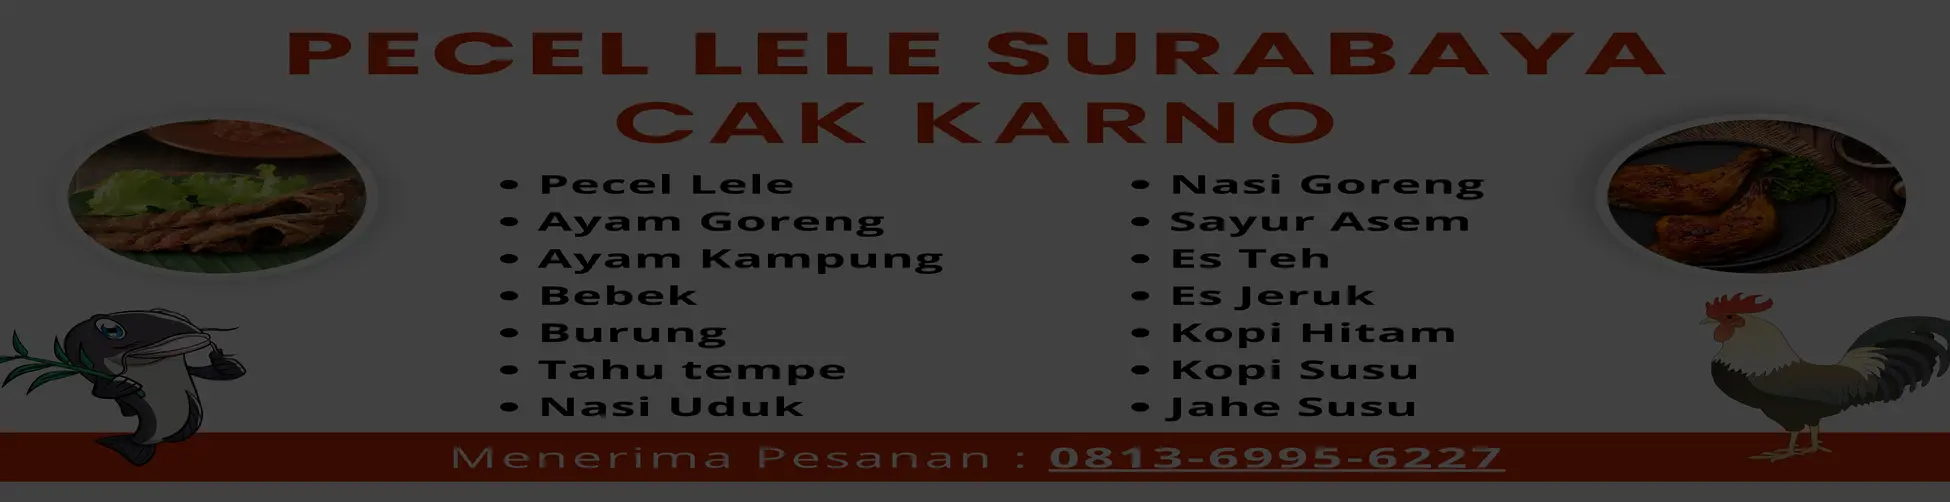 PECEL LELE SURABAYA
CAK KARNO
• Pecel Lele
• Ayam Goreng
• Ayam Kampung
• Bebek
• Burung
• Tahu tempe
• Nasi Uduk
• Nasi Goreng
• Sayur Asem
• Es Teh
• Es Jeruk
• Kopi Hitam
• Kopi Susu
• Jahe Susu
Menerima Pesanan : 0813-6995-6227